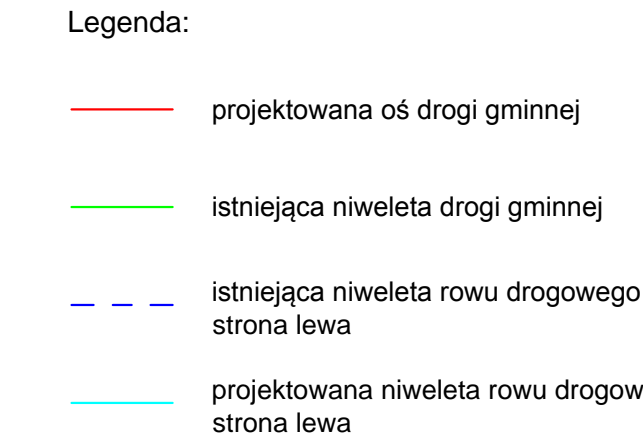 Legenda:
projektowana oś drogi gminnej
istniejąca niweleta drogi gminnej
istniejąca niweleta rowu drogowego
strona lewa
projektowana niweleta rowu drogow
strona lewa